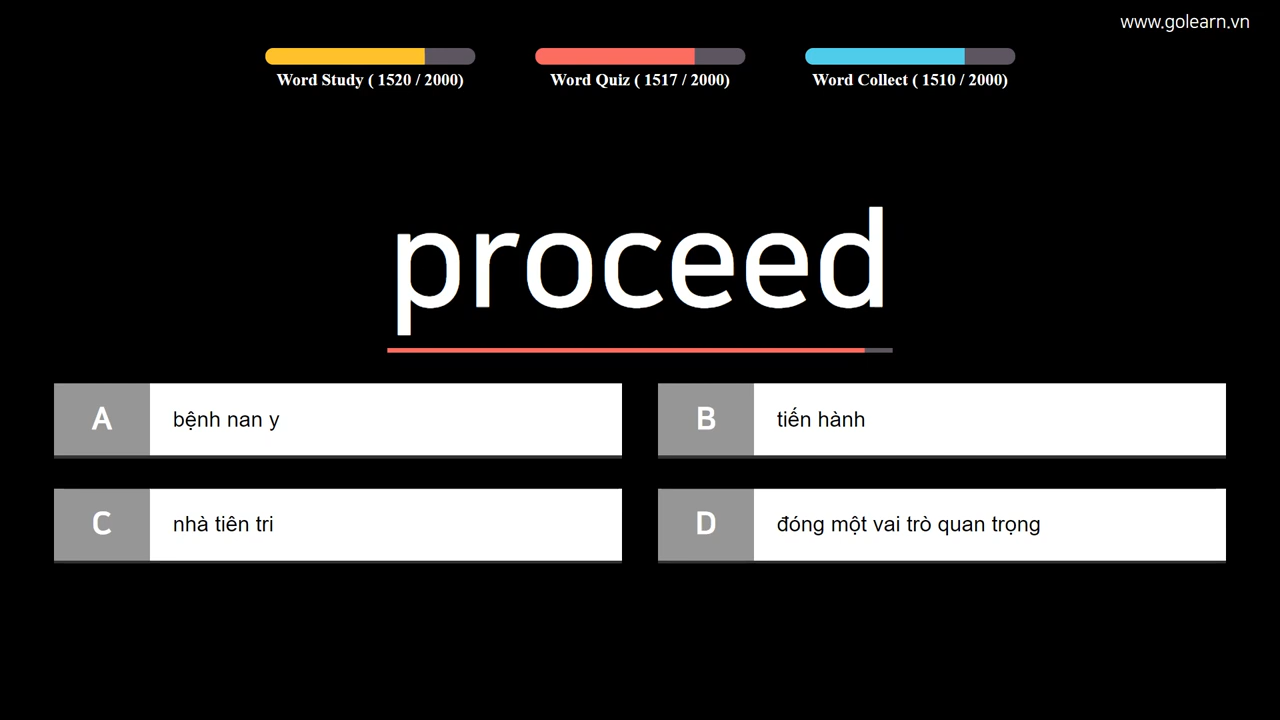 www.golearn.vn
Word Study ( 1520 / 2000)
Word Quiz ( 1517 / 2000)
Word Collect ( 1510 / 2000)
proceed
A bệnh nan y
B tiến hành
C nhà tiên tri
D đóng một vai trò quan trọng